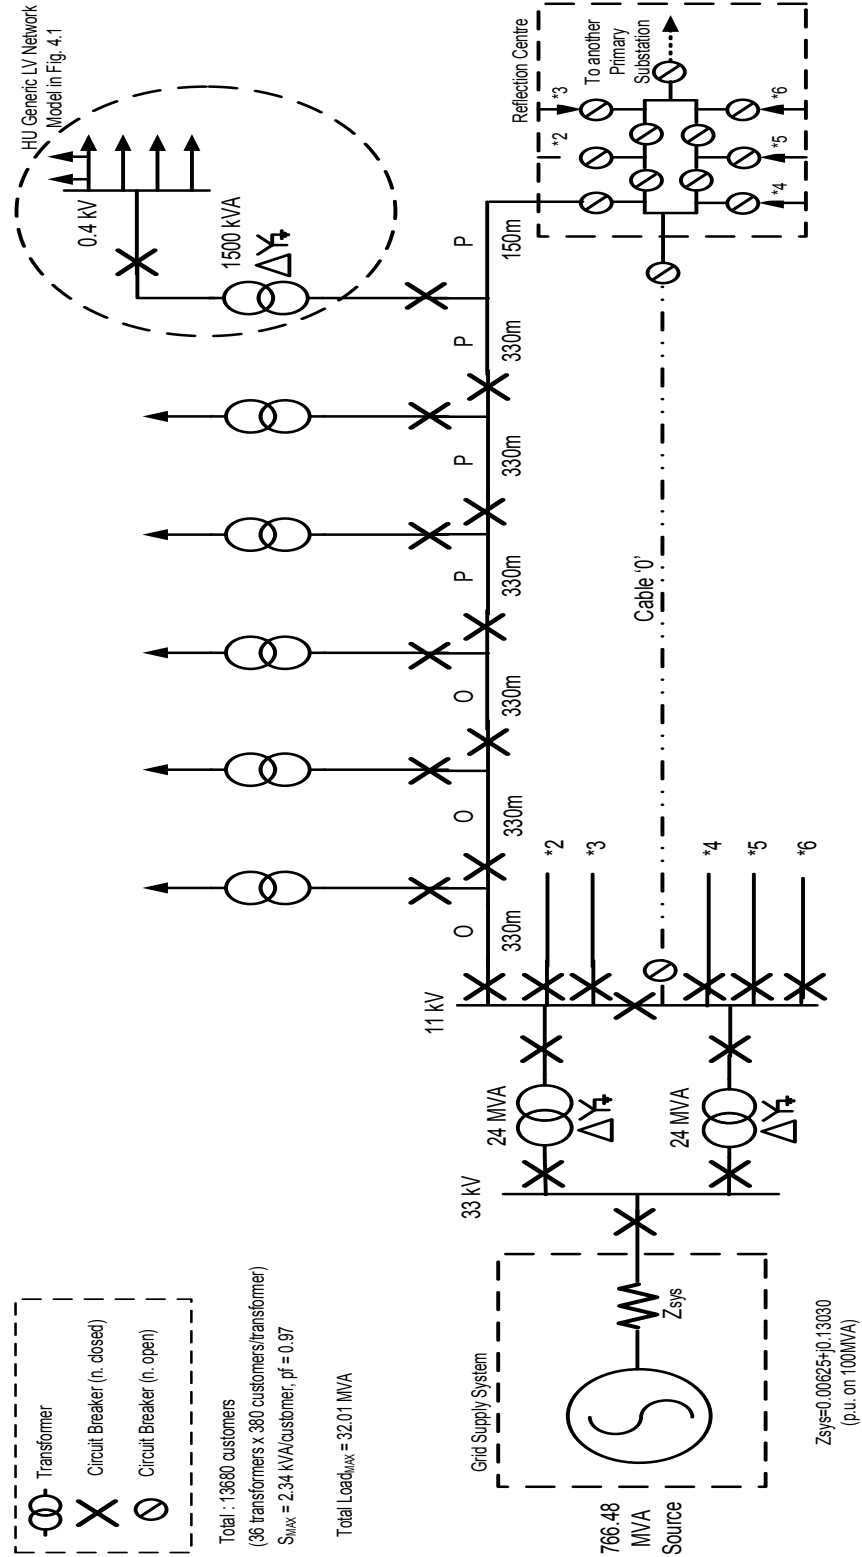 Transformer
Circuit Breaker (n. closed)
Circuit Breaker (n. open)
Total : 13680 customers
(36 transformers x 380 customers/transformer)
SMAX = 2.34 kVA/customer, pf = 0.97
Total LoadMAX = 32.01 MVA
Grid Supply System
766.48
MVA
Source
Zsys
Zsys=0.00625+j0.13030
(p.u. on 100MVA)
33 kV
24 MVA
24 MVA
11 kV
*2
*3
*4
*5
*6
O
330m
O
330m
O
330m
P
330m
P
330m
P
330m
P
150m
Cable '0'
HU Generic LV Network
Model in Fig. 4.1
0.4 kV
1500 kVA
Reflection Centre
To another
Primary
Substation
*2
*3
*4
*5
*6